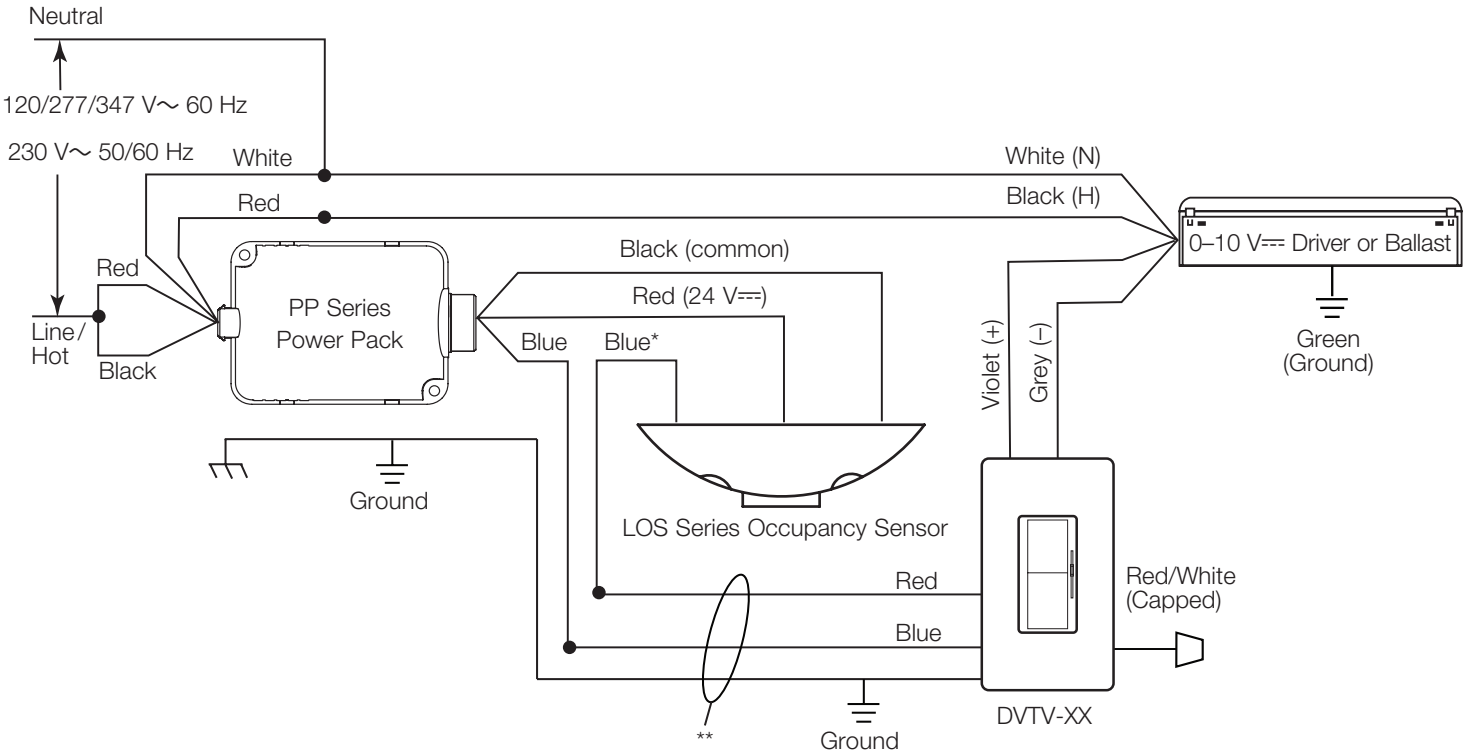 Neutral
120/277/347 V~ 60 Hz
230 V~ 50/60 Hz
White
White (N)
Red
Black (H)
0–10 V⎓ Driver or Ballast
Black (common)
Red
PP Series
Power Pack
Red (24 V⎓)
Line/
Hot
Black
Blue
Blue*
Violet (+)
Grey (–)
Green
(Ground)
Ground
LOS Series Occupancy Sensor
Red
Red/White
(Capped)
Blue
**
Ground
DVTV-XX